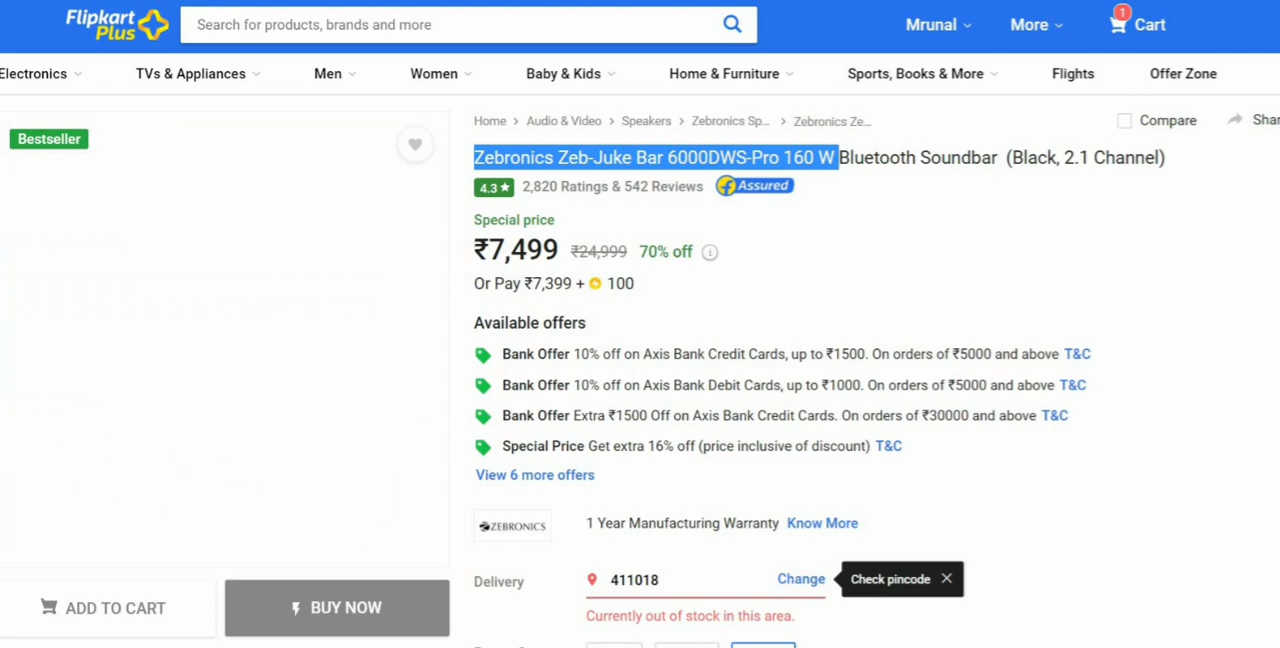 Flipkart
Plus
Search for products, brands and more
Mrunal
More
1
Cart
Electronics
TVs & Appliances
Men
Women
Baby & Kids
Home & Furniture
Sports, Books & More
Flights
Offer Zone
Bestseller
Home > Audio & Video > Speakers > Zebronics Sp... > Zebronics Ze...
Compare
Shar
Zebronics Zeb-Juke Bar 6000DWS-Pro 160 W Bluetooth Soundbar (Black, 2.1 Channel)
4.3★ 2,820 Ratings & 542 Reviews f Assured
Special price
₹7,499 ₹24,999 70% off i
Or Pay ₹7,399 + 100
Available offers
Bank Offer 10% off on Axis Bank Credit Cards, up to ₹1500. On orders of ₹5000 and above T&C
Bank Offer 10% off on Axis Bank Debit Cards, up to ₹1000. On orders of ₹5000 and above T&C
Bank Offer Extra ₹1500 Off on Axis Bank Credit Cards. On orders of ₹30000 and above T&C
Special Price Get extra 16% off (price inclusive of discount) T&C
View 6 more offers
ZEBRONICS
1 Year Manufacturing Warranty Know More
Delivery
411018
Change
Check pincode ✕
Currently out of stock in this area.
ADD TO CART
BUY NOW